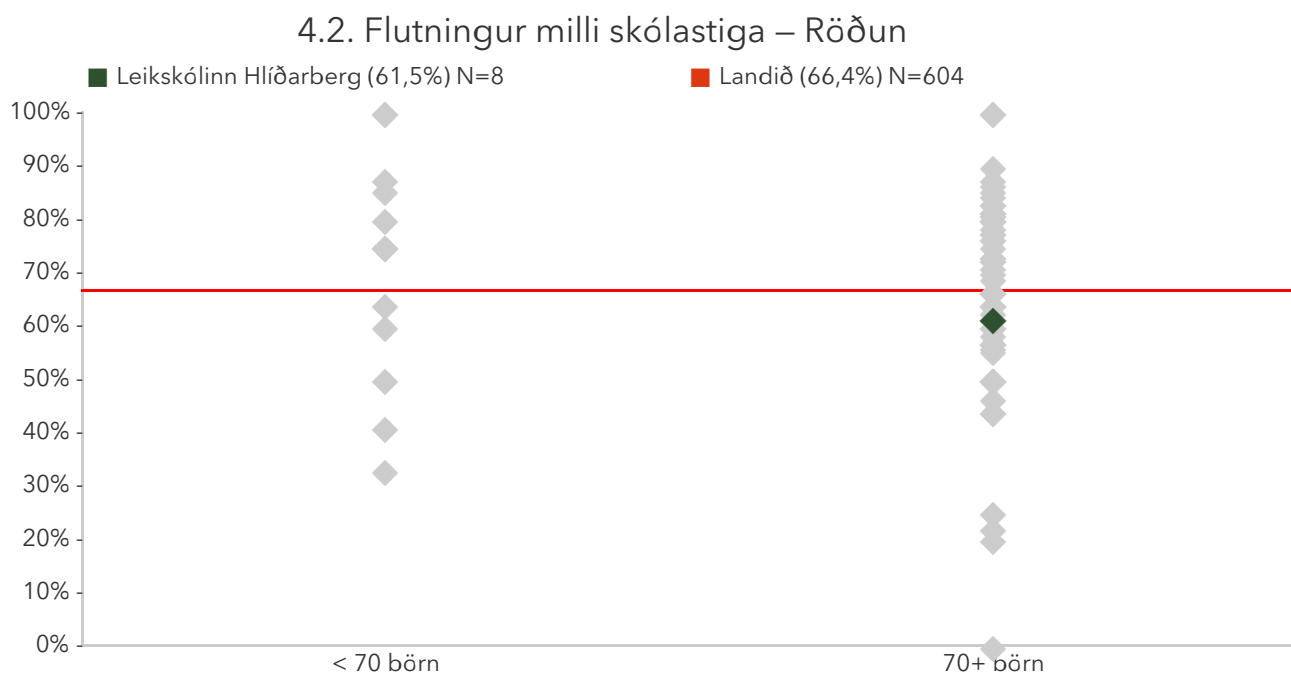 4.2. Flutningur milli skólastiga – Röðun
Leikskólinn Hlíðarberg (61,5%) N=8
Landið (66,4%) N=604
100%
90%
80%
70%
60%
50%
40%
30%
20%
10%
0%
< 70 börn
70+ börn